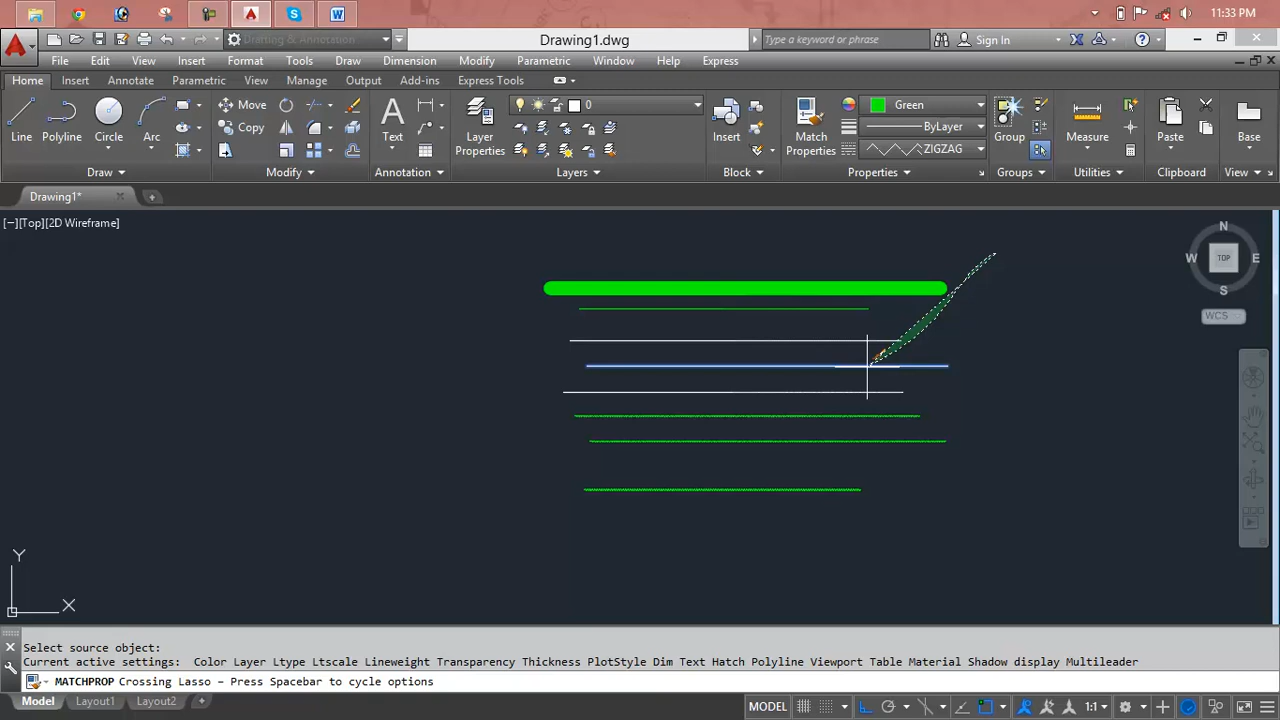 11:33 PM
Drafting & Annotation
Drawing1.dwg
Type a keyword or phrase
Sign In
File Edit View Insert Format Tools Draw Dimension Modify Parametric Window Help Express
Home Insert Annotate Parametric View Manage Output Add-ins Express Tools
Line Polyline Circle Arc
Move
Copy
Text
Layer Properties
0
Insert
Match Properties
Green
ByLayer
ZIGZAG
Group
Measure
Paste
Base
Draw Modify Annotation Layers Block Properties Groups Utilities Clipboard View
Drawing1*
[−][Top][2D Wireframe]
N
W TOP E
S
WCS
Y
X
Select source object:
Current active settings: Color Layer Ltype Ltscale Lineweight Transparency Thickness PlotStyle Dim Text Hatch Polyline Viewport Table Material Shadow display Multileader
MATCHPROP Crossing Lasso – Press Spacebar to cycle options
Model Layout1 Layout2 +
MODEL 1:1